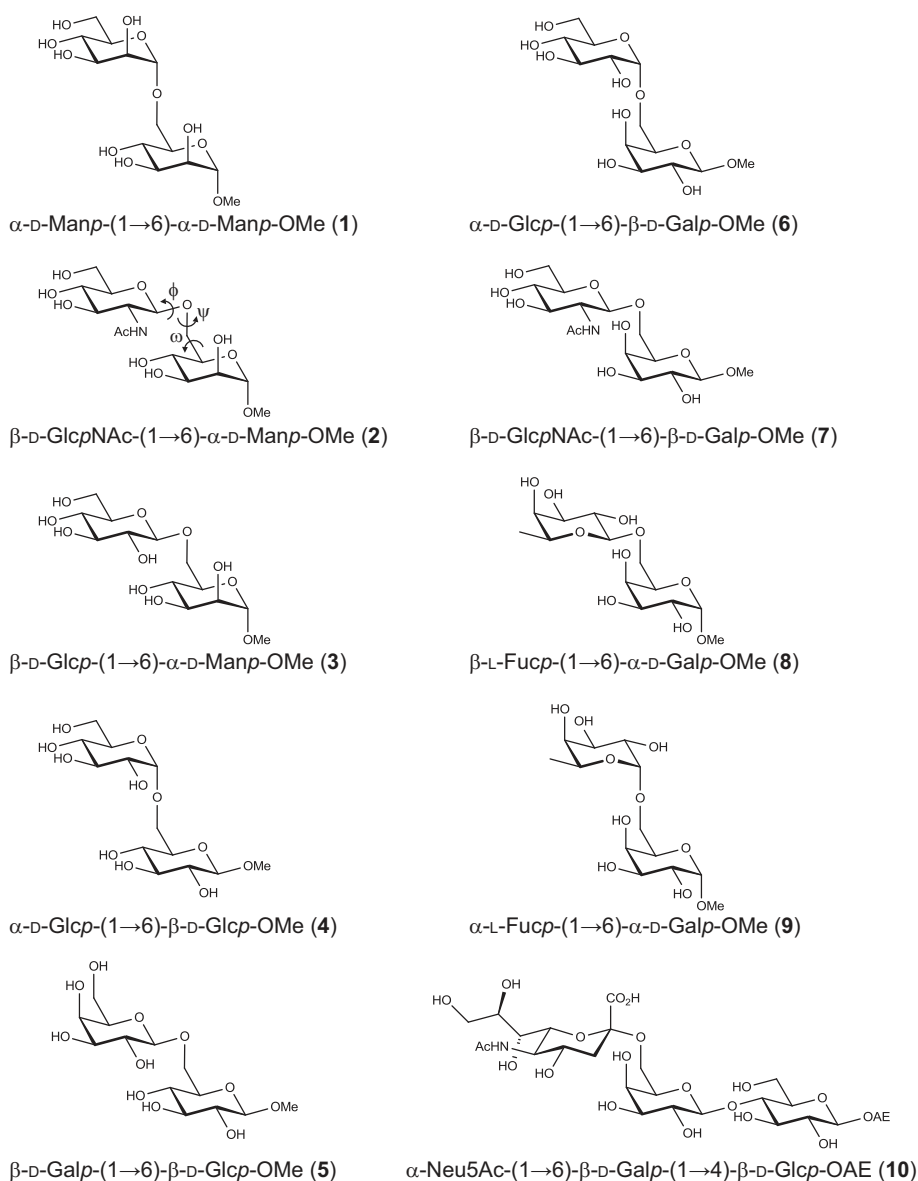 HO OH
HO O
HO
O
OH
HO O
HO
OMe
α-D-Manp-(1→6)-α-D-Manp-OMe (1)
HO
HO O
HO
HO
O
HO
O
HO OMe
OH
α-D-Glcp-(1→6)-β-D-Galp-OMe (6)
HO
HO O ϕ
HO O
AcHN ψ
ω OH
HO O
HO
OMe
β-D-GlcpNAc-(1→6)-α-D-Manp-OMe (2)
HO
HO O
HO O
AcHN HO
O
HO OMe
OH
β-D-GlcpNAc-(1→6)-β-D-Galp-OMe (7)
HO
HO O
HO O
OH
OH
HO O
HO
OMe
β-D-Glcp-(1→6)-α-D-Manp-OMe (3)
HO
HO
OH
O O
HO
O
HO
HO
OMe
β-L-Fucp-(1→6)-α-D-Galp-OMe (8)
HO
HO O
HO
HO
O
HO O
HO OMe
OH
α-D-Glcp-(1→6)-β-D-Glcp-OMe (4)
HO
HO
OH
O
O
HO
O
HO
HO
OMe
α-L-Fucp-(1→6)-α-D-Galp-OMe (9)
OH
HO
O
HO O
OH
HO O
HO OMe
OH
β-D-Galp-(1→6)-β-D-Glcp-OMe (5)
OH
HO CO₂H
O
AcHN O
HO HO HO
O HO
HO O O
OH HO OAE
OH
α-Neu5Ac-(1→6)-β-D-Galp-(1→4)-β-D-Glcp-OAE (10)